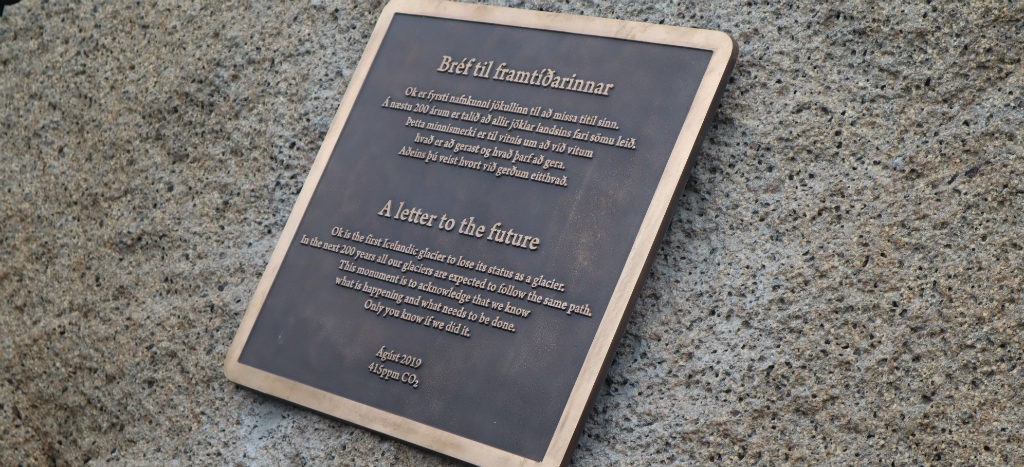 Bréf til framtíðarinnar
Ok er fyrsti nafnkunni jökullinn til að missa titil sinn.
Á næstu 200 árum er talið að allir jöklar landsins fari sömu leið.
Þetta minnismerki er til vitnis um að við vitum
hvað er að gerast og hvað þarf að gera.
Aðeins þú veist hvort við gerðum eitthvað.
A letter to the future
Ok is the first Icelandic glacier to lose its status as a glacier.
In the next 200 years all our glaciers are expected to follow the same path.
This monument is to acknowledge that we know
what is happening and what needs to be done.
Only you know if we did it.
Ágúst 2019
415ppm CO₂